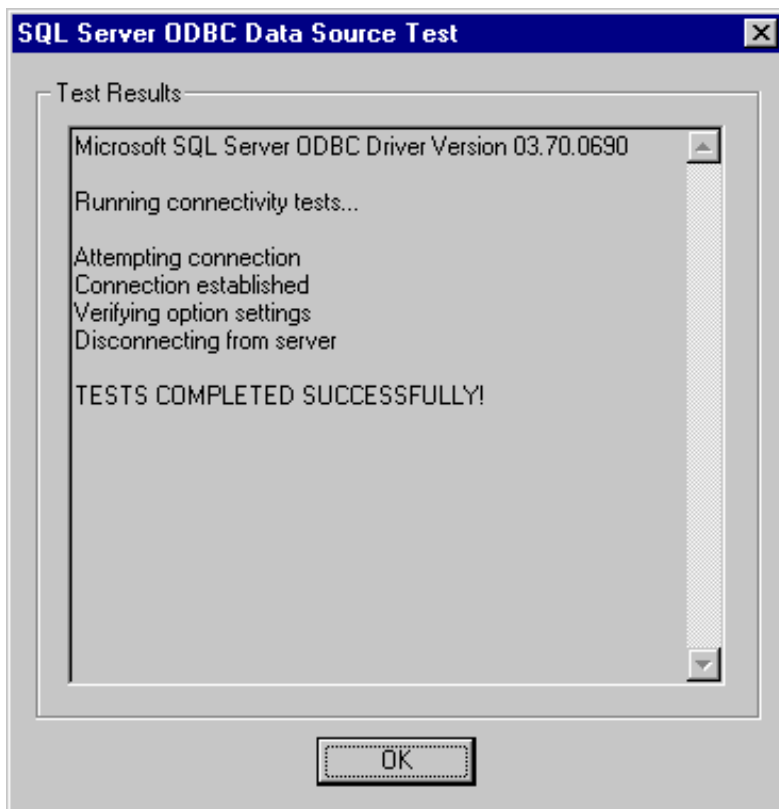 SQL Server ODBC Data Source Test
Test Results
Microsoft SQL Server ODBC Driver Version 03.70.0690
Running connectivity tests...
Attempting connection
Connection established
Verifying option settings
Disconnecting from server
TESTS COMPLETED SUCCESSFULLY!
OK